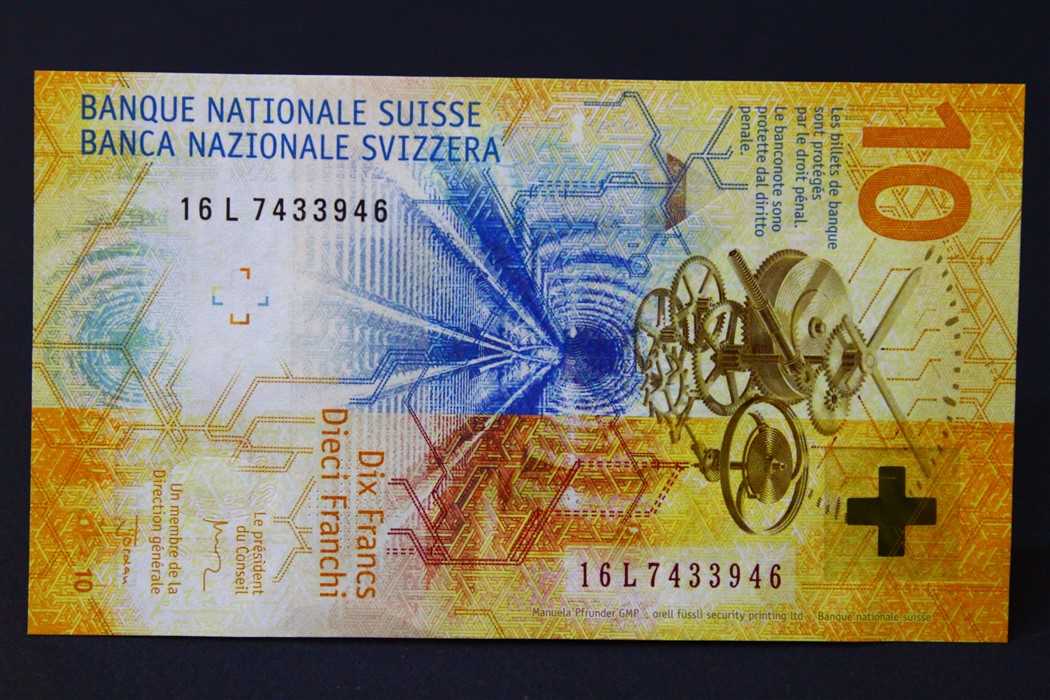 BANQUE NATIONALE SUISSE
BANCA NAZIONALE SVIZZERA
16 L 7433946
Les billets de banque
sont protégés
par le droit pénal.
Le banconote sono
protette dal diritto
penale.
10
Dix Francs
Dieci Franchi
Le président
du Conseil
Un membre de la
Direction générale
10
16 L 7433946
Manuela Pfrunder GMP orell füssli security printing ltd Banque nationale suisse